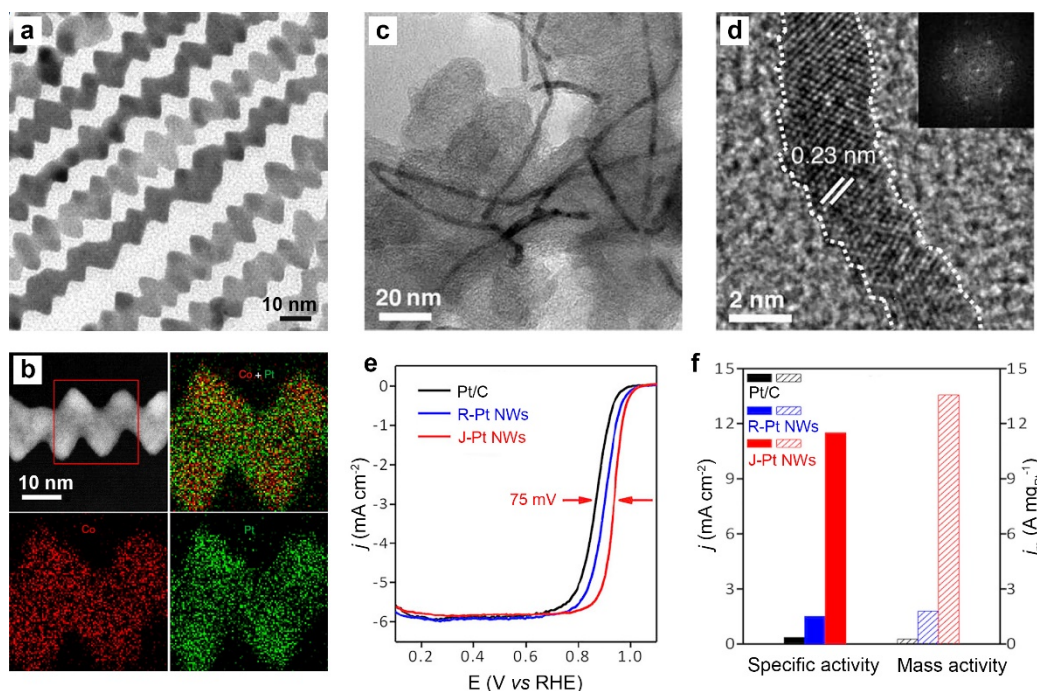 a
10 nm
b
10 nm
Co + Pt
Co
Pt
c
20 nm
d
0.23 nm
2 nm
e
0
-1
-2
-3
-4
-5
-6
j (mA cm-2)
Pt/C
R-Pt NWs
J-Pt NWs
75 mV
0.2 0.4 0.6 0.8 1.0
E (V vs RHE)
f
15
12
9
6
3
0
j (mA cm-2)
Pt/C
R-Pt NWs
J-Pt NWs
15
12
9
6
3
0
(A mg
-1)
Specific activity Mass activity